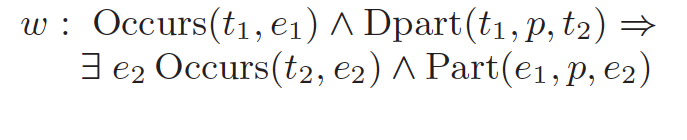 w : Occurs(t₁, e₁) ∧ Dpart(t₁, p, t₂) ⇒
∃ e₂ Occurs(t₂, e₂) ∧ Part(e₁, p, e₂)